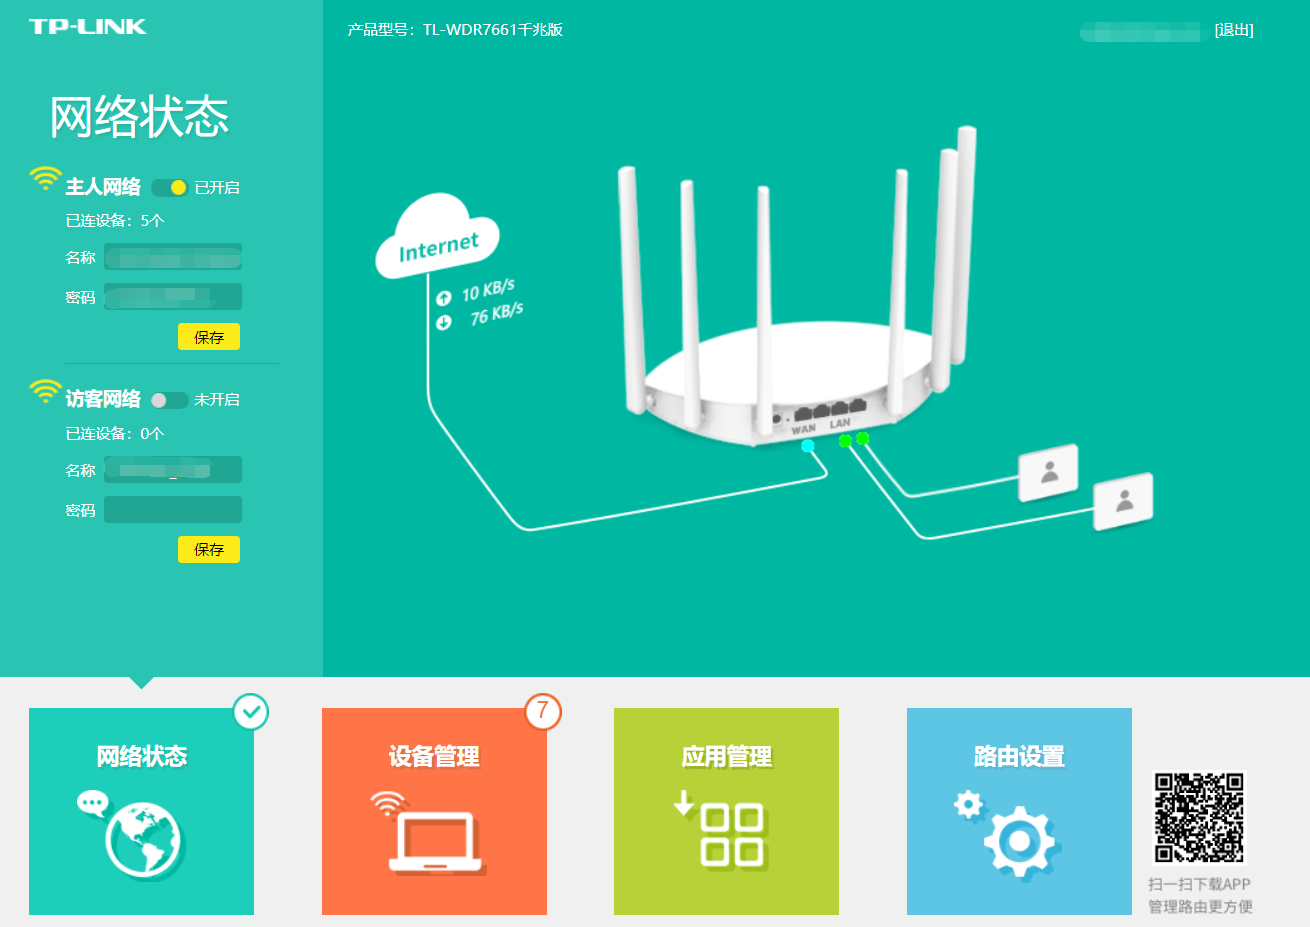 TP-LINK
产品型号：TL-WDR7661千兆版
[退出]
网络状态
主人网络 已开启
已连设备：5个
名称
密码
保存
访客网络 未开启
已连设备：0个
名称
密码
保存
Internet
10 KB/s
76 KB/s
WAN LAN
网络状态
设备管理
7
应用管理
路由设置
扫一扫下载APP
管理路由更方便